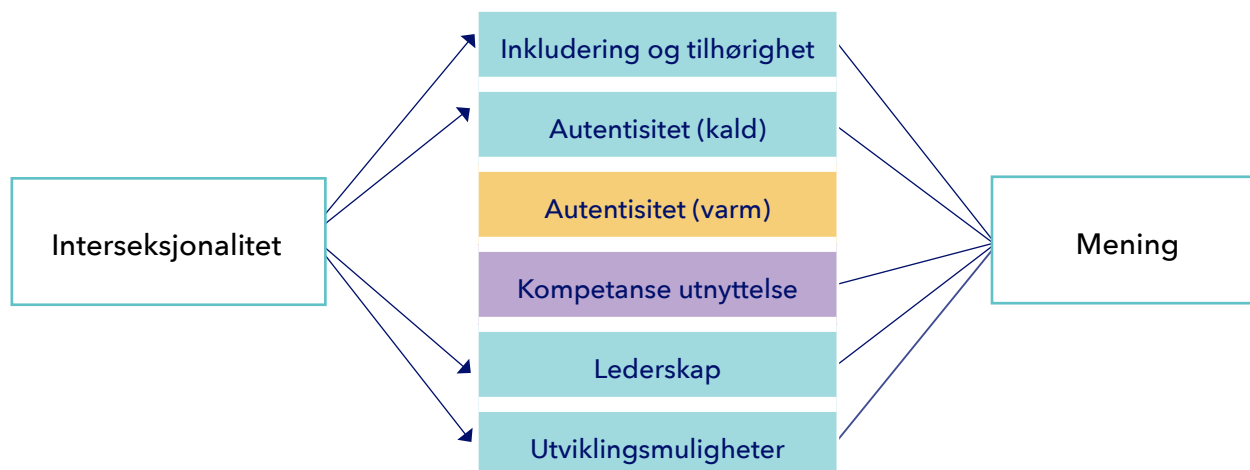 Inkludering og tilhørighet
Autentisitet (kald)
Autentisitet (varm)
Interseksjonalitet
Mening
Kompetanse utnyttelse
Lederskap
Utviklingsmuligheter